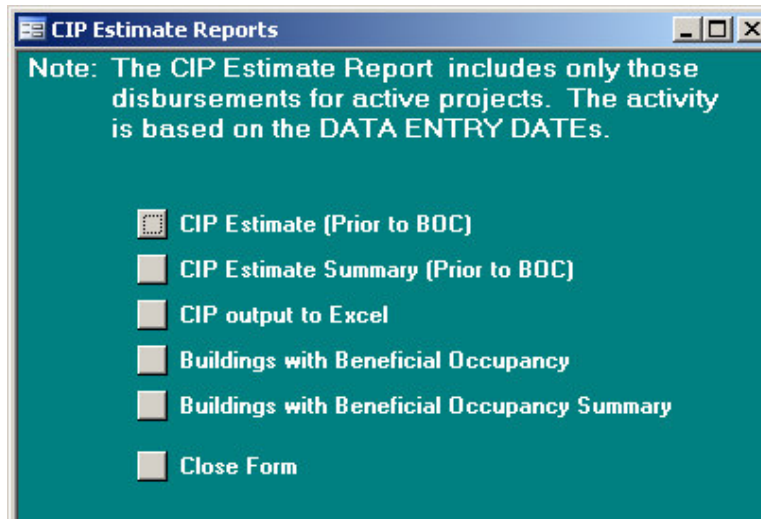 CIP Estimate Reports
Note: The CIP Estimate Report includes only those
disbursements for active projects. The activity
is based on the DATA ENTRY DATEs.
CIP Estimate (Prior to BOC)
CIP Estimate Summary (Prior to BOC)
CIP output to Excel
Buildings with Beneficial Occupancy
Buildings with Beneficial Occupancy Summary
Close Form